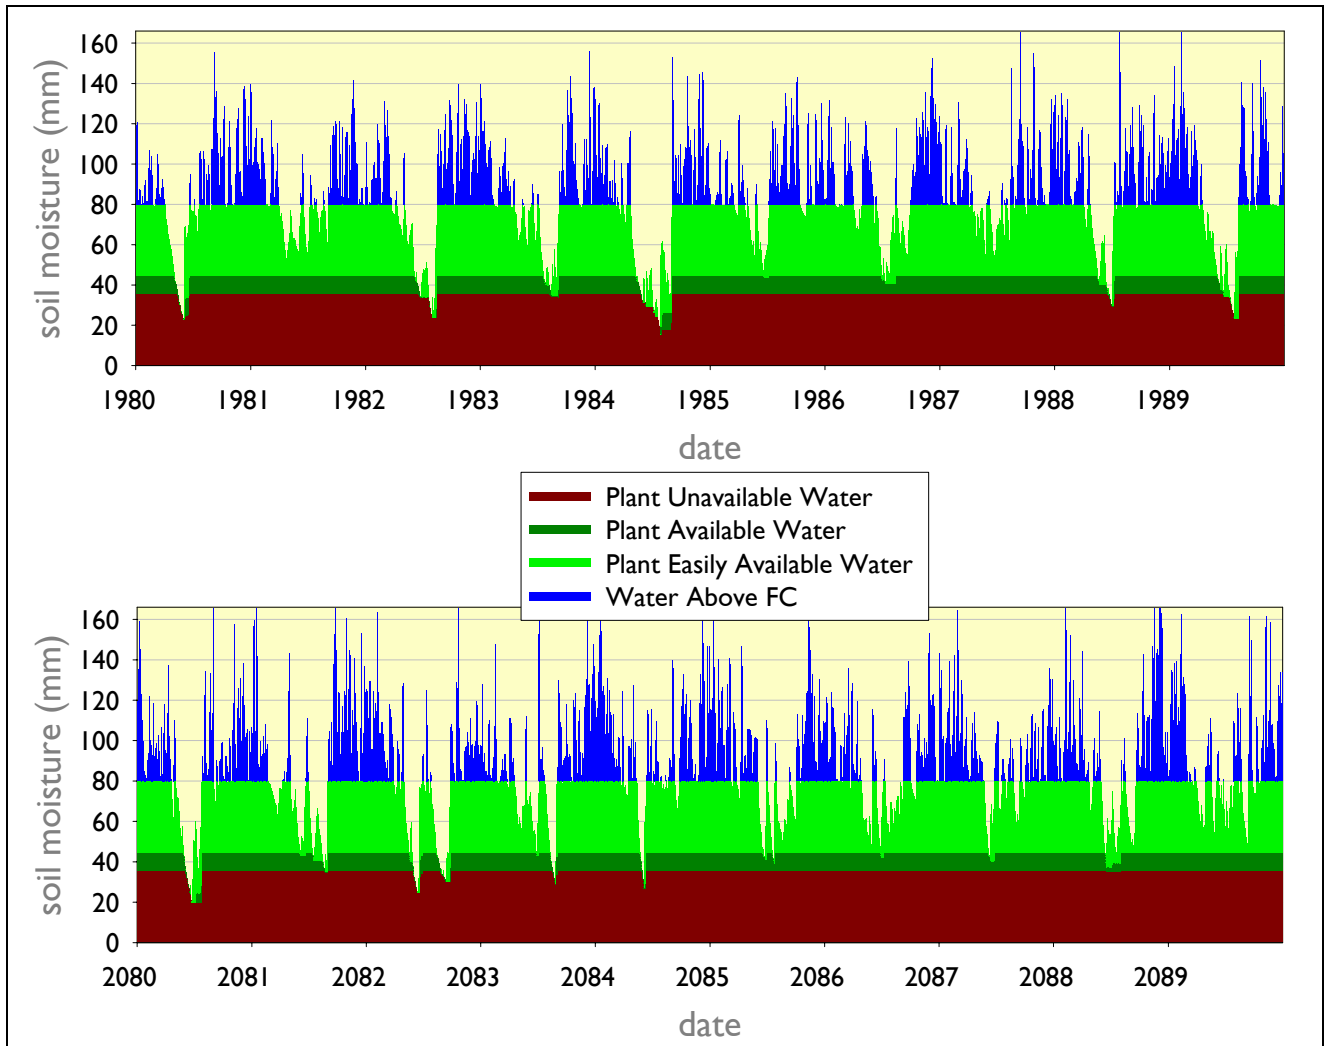 soil moisture (mm)
160
140
120
100
80
60
40
20
0
1980 1981 1982 1983 1984 1985 1986 1987 1988 1989
date
Plant Unavailable Water
Plant Available Water
Plant Easily Available Water
Water Above FC
soil moisture (mm)
160
140
120
100
80
60
40
20
0
2080 2081 2082 2083 2084 2085 2086 2087 2088 2089
date